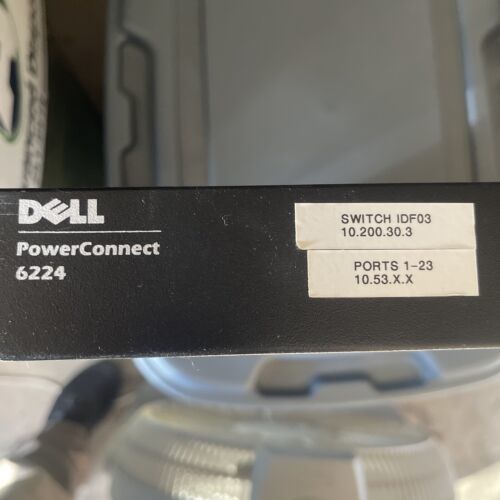 DELL
PowerConnect
6224
SWITCH IDF03
10.200.30.3
PORTS 1-23
10.53.X.X